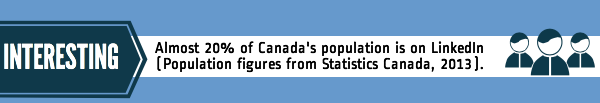 INTERESTING
Almost 20% of Canada's population is on LinkedIn
(Population figures from Statistics Canada, 2013).